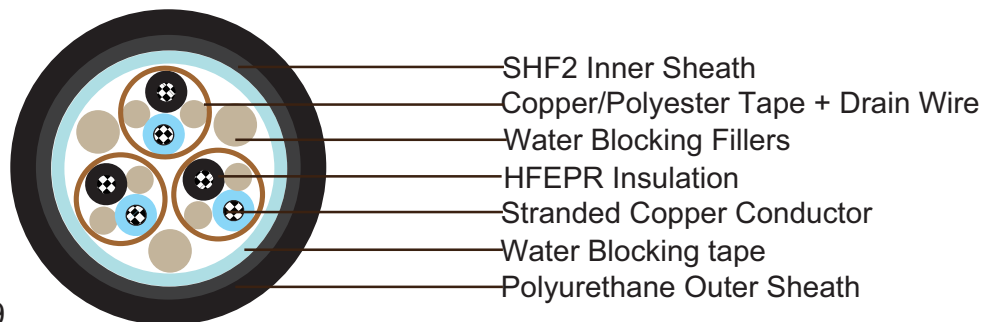 SHF2 Inner Sheath
Copper/Polyester Tape + Drain Wire
Water Blocking Fillers
HFEPR Insulation
Stranded Copper Conductor
Water Blocking tape
Polyurethane Outer Sheath